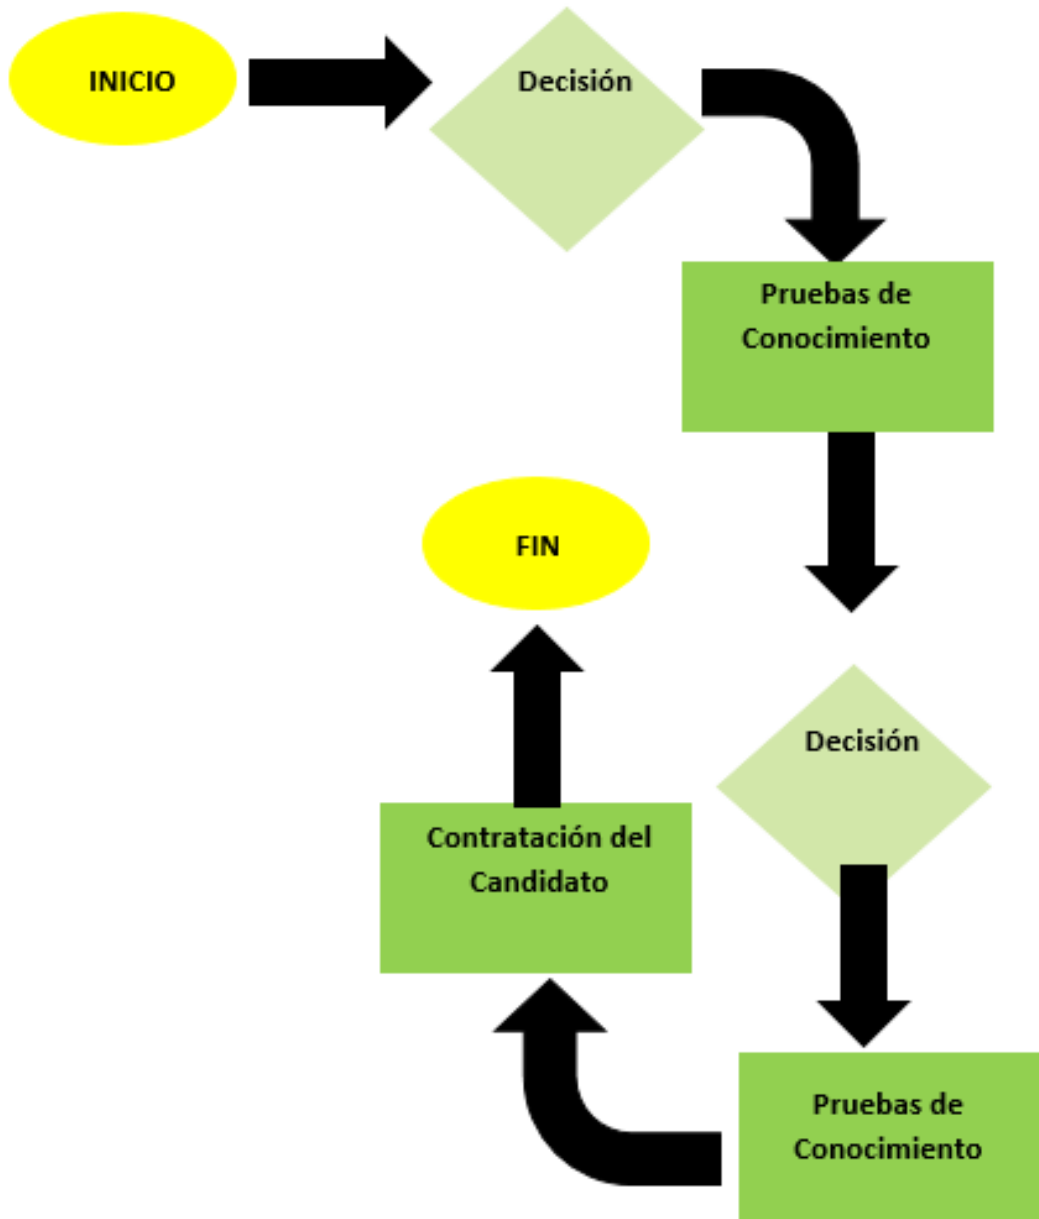 INICIO
Decisión
Pruebas de
Conocimiento
Decisión
Pruebas de
Conocimiento
Contratación del
Candidato
FIN